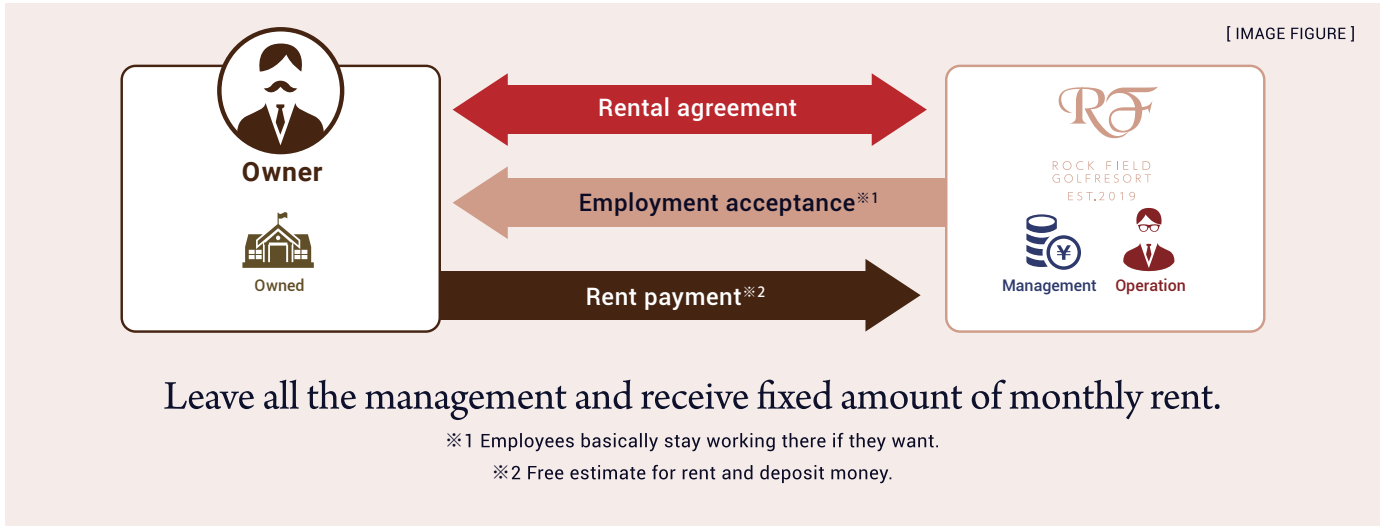 [ IMAGE FIGURE ]
Owner
Owned
Rental agreement
Employment acceptance※1
Rent payment※2
RF
ROCK FIELD
GOLFRESORT
EST.2019
¥
Management
Operation
Leave all the management and receive fixed amount of monthly rent.
※1 Employees basically stay working there if they want.
※2 Free estimate for rent and deposit money.